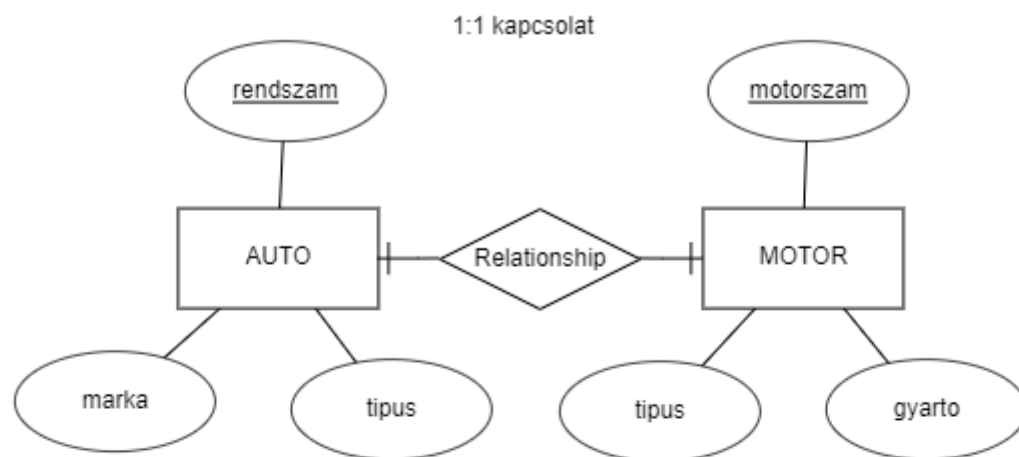 1:1 kapcsolat
rendszam
motorszam
AUTO
Relationship
MOTOR
marka
tipus
tipus
gyarto